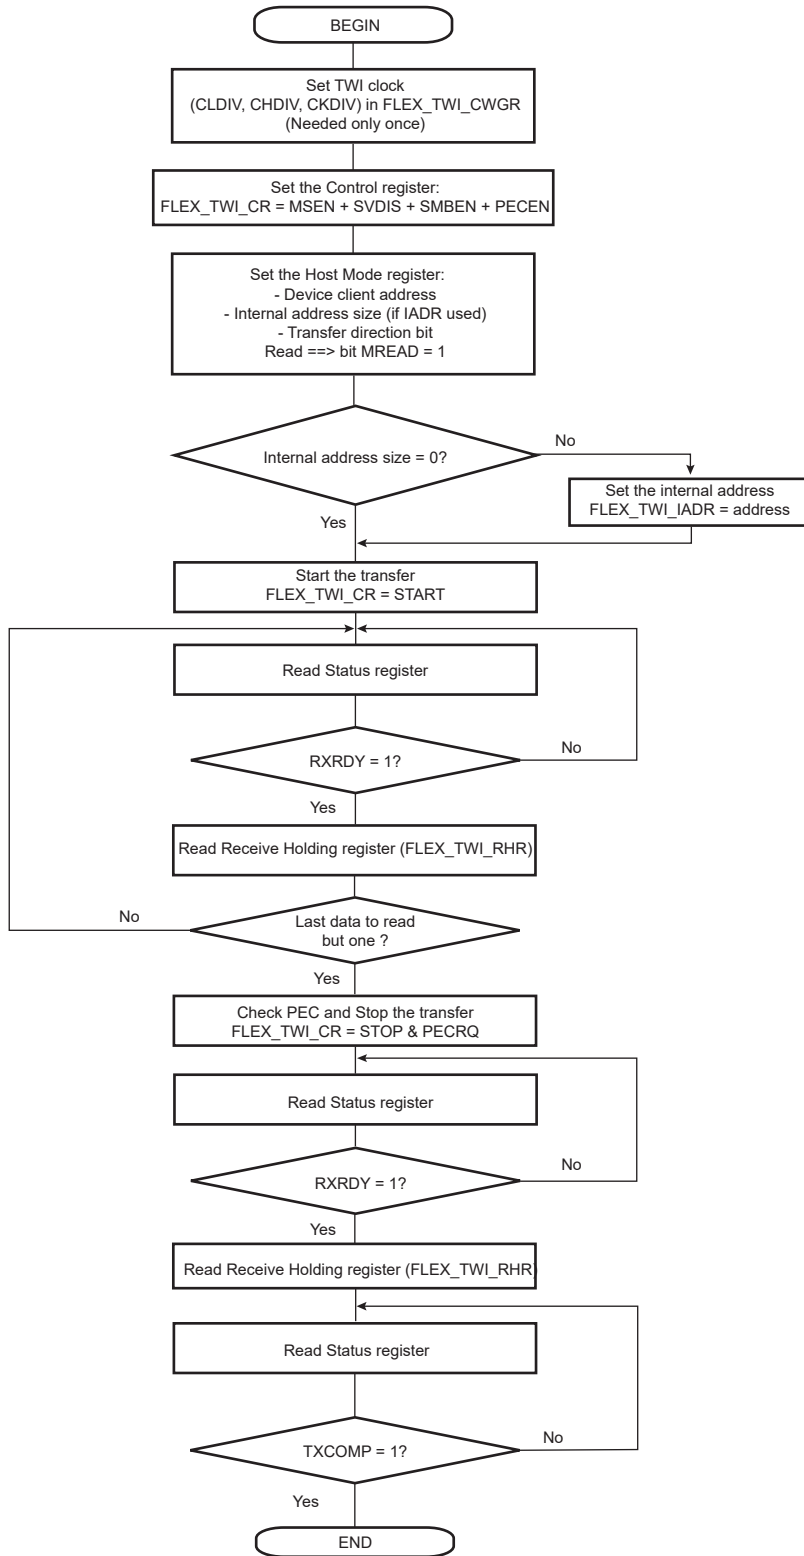 BEGIN
Set TWI clock
(CLDIV, CHDIV, CKDIV) in FLEX_TWI_CWGR
(Needed only once)
Set the Control register:
FLEX_TWI_CR = MSEN + SVDIS + SMBEN + PECEN
Set the Host Mode register:
- Device client address
- Internal address size (if IADR used)
- Transfer direction bit
Read ==> bit MREAD = 1
Internal address size = 0?
No
Set the internal address
FLEX_TWI_IADR = address
Yes
Start the transfer
FLEX_TWI_CR = START
Read Status register
RXRDY = 1?
No
Yes
Read Receive Holding register (FLEX_TWI_RHR)
Last data to read
but one ?
No
Yes
Check PEC and Stop the transfer
FLEX_TWI_CR = STOP & PECRQ
Read Status register
RXRDY = 1?
No
Yes
Read Receive Holding register (FLEX_TWI_RHR)
Read Status register
TXCOMP = 1?
No
Yes
END